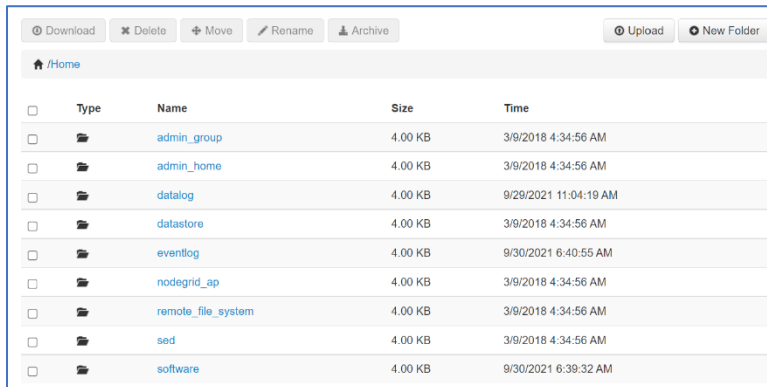 Download Delete Move Rename Archive Upload New Folder
/Home
Type Name Size Time
admin_group 4.00 KB 3/9/2018 4:34:56 AM
admin_home 4.00 KB 3/9/2018 4:34:56 AM
datalog 4.00 KB 9/29/2021 11:04:19 AM
datastore 4.00 KB 3/9/2018 4:34:56 AM
eventlog 4.00 KB 9/30/2021 6:40:55 AM
nodegrid_ap 4.00 KB 3/9/2018 4:34:56 AM
remote_file_system 4.00 KB 3/9/2018 4:34:56 AM
sed 4.00 KB 3/9/2018 4:34:56 AM
software 4.00 KB 9/30/2021 6:39:32 AM